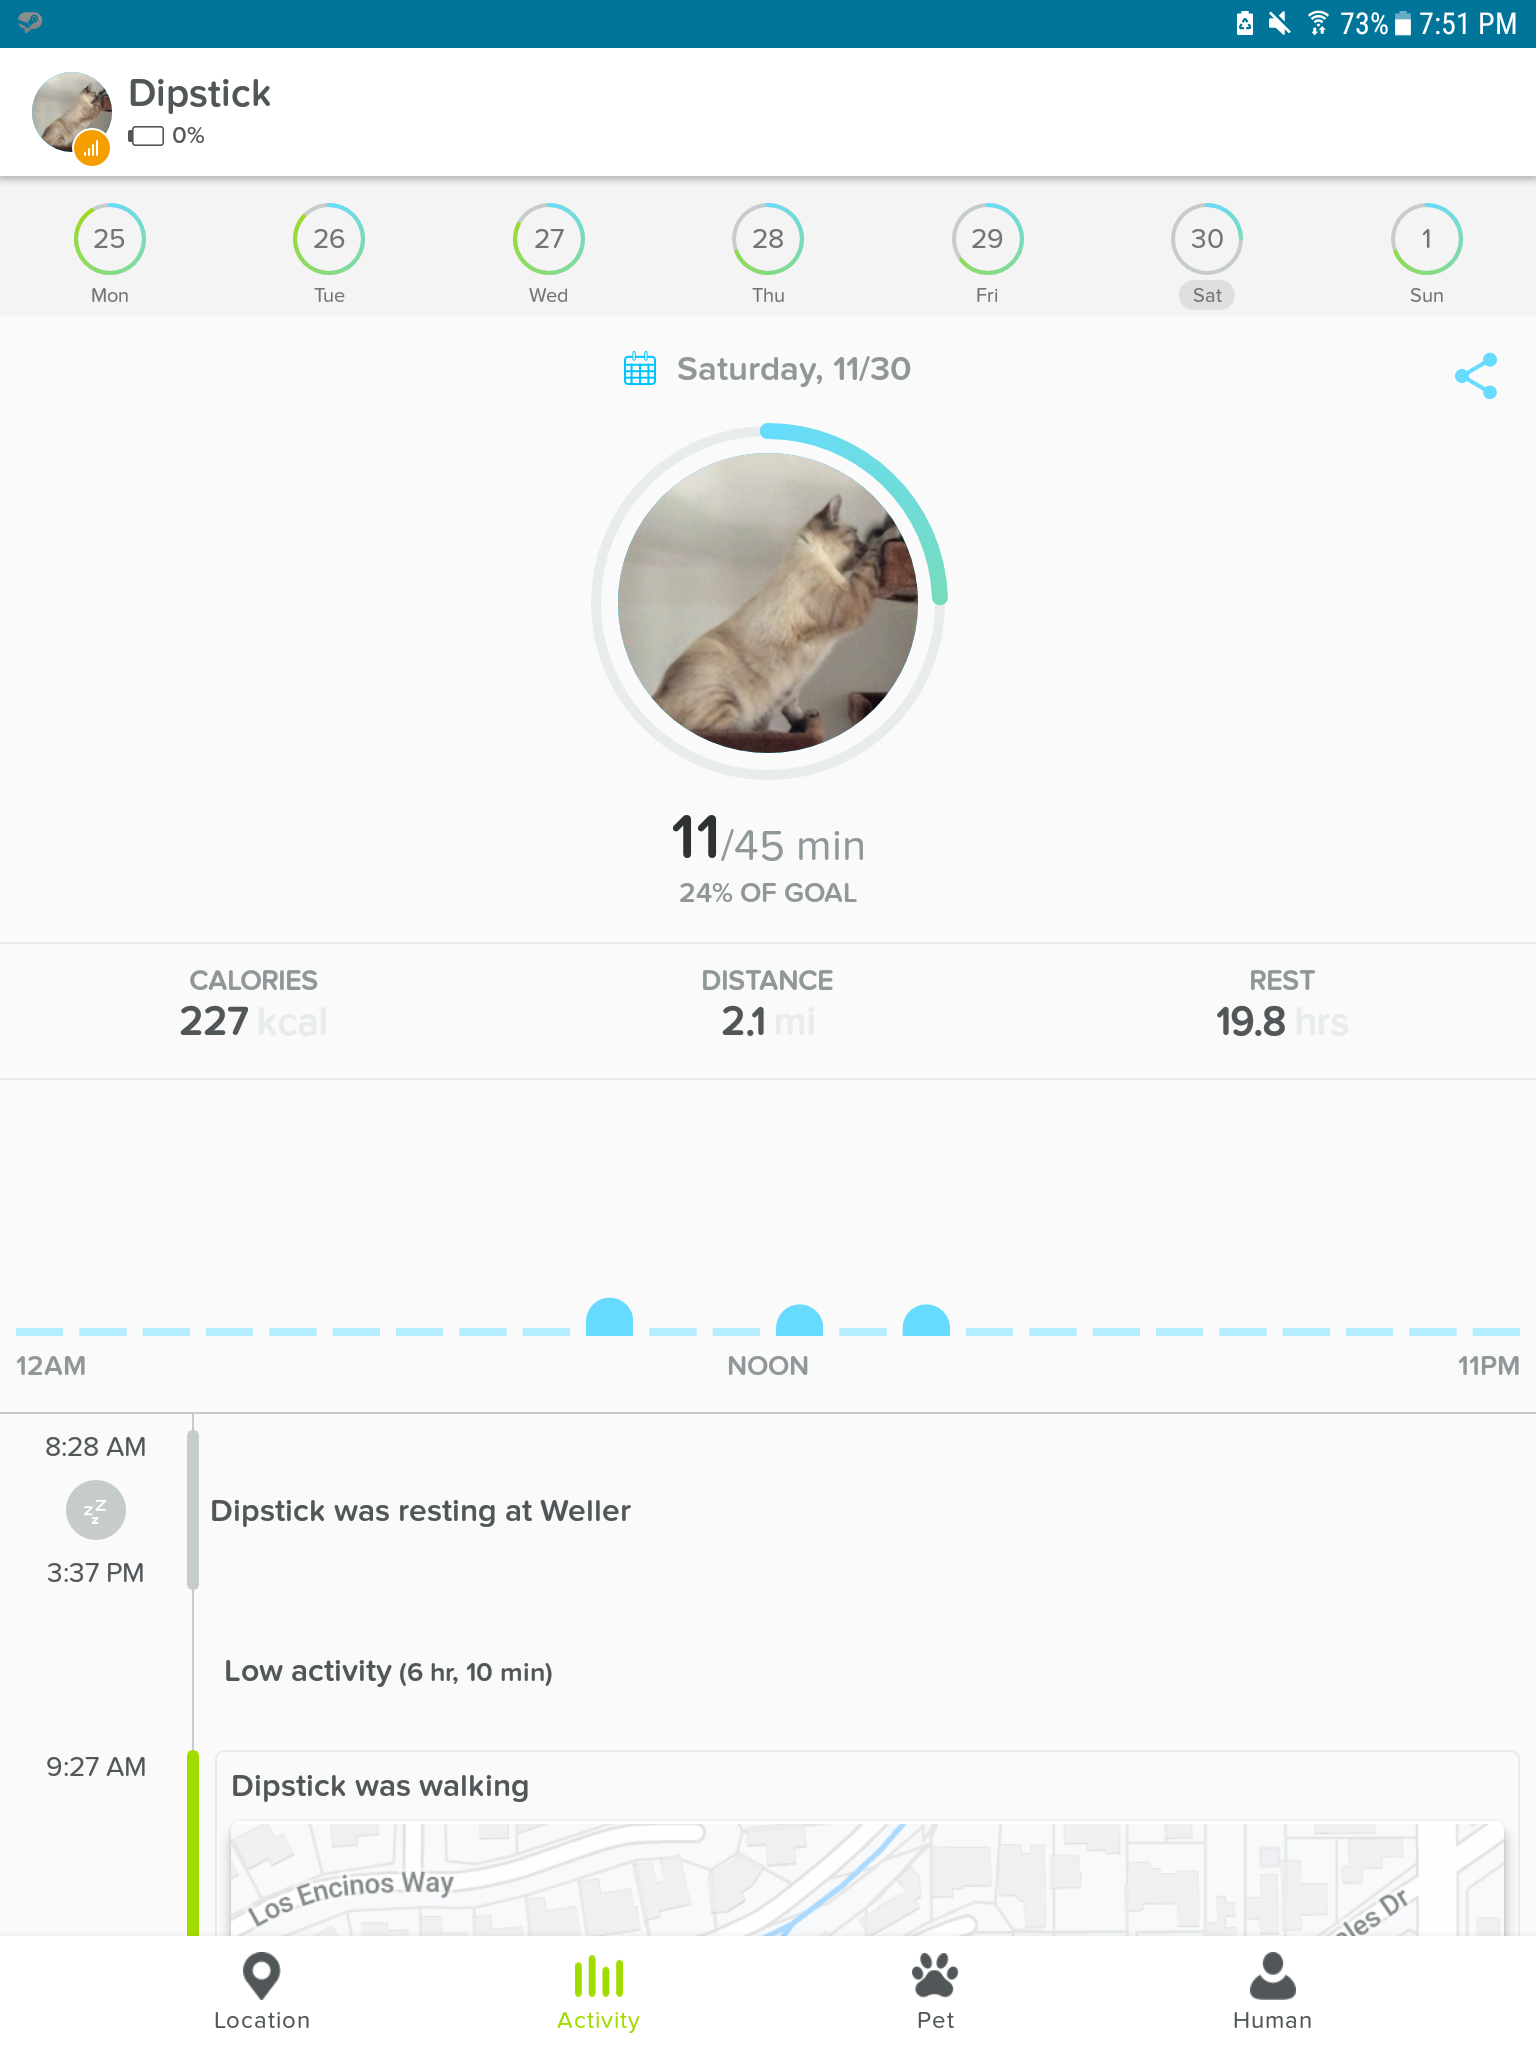 73% 7:51 PM
Dipstick
0%
25 26 27 28 29 30 1
Mon Tue Wed Thu Fri Sat Sun
Saturday, 11/30
11/45 min
24% OF GOAL
CALORIES DISTANCE REST
227 kcal 2.1 mi 19.8 hrs
12AM NOON 11PM
8:28 AM
zzz
Dipstick was resting at Weller
3:37 PM
Low activity (6 hr, 10 min)
9:27 AM
Dipstick was walking
Los Encinos Way
ales Dr
Location Activity Pet Human